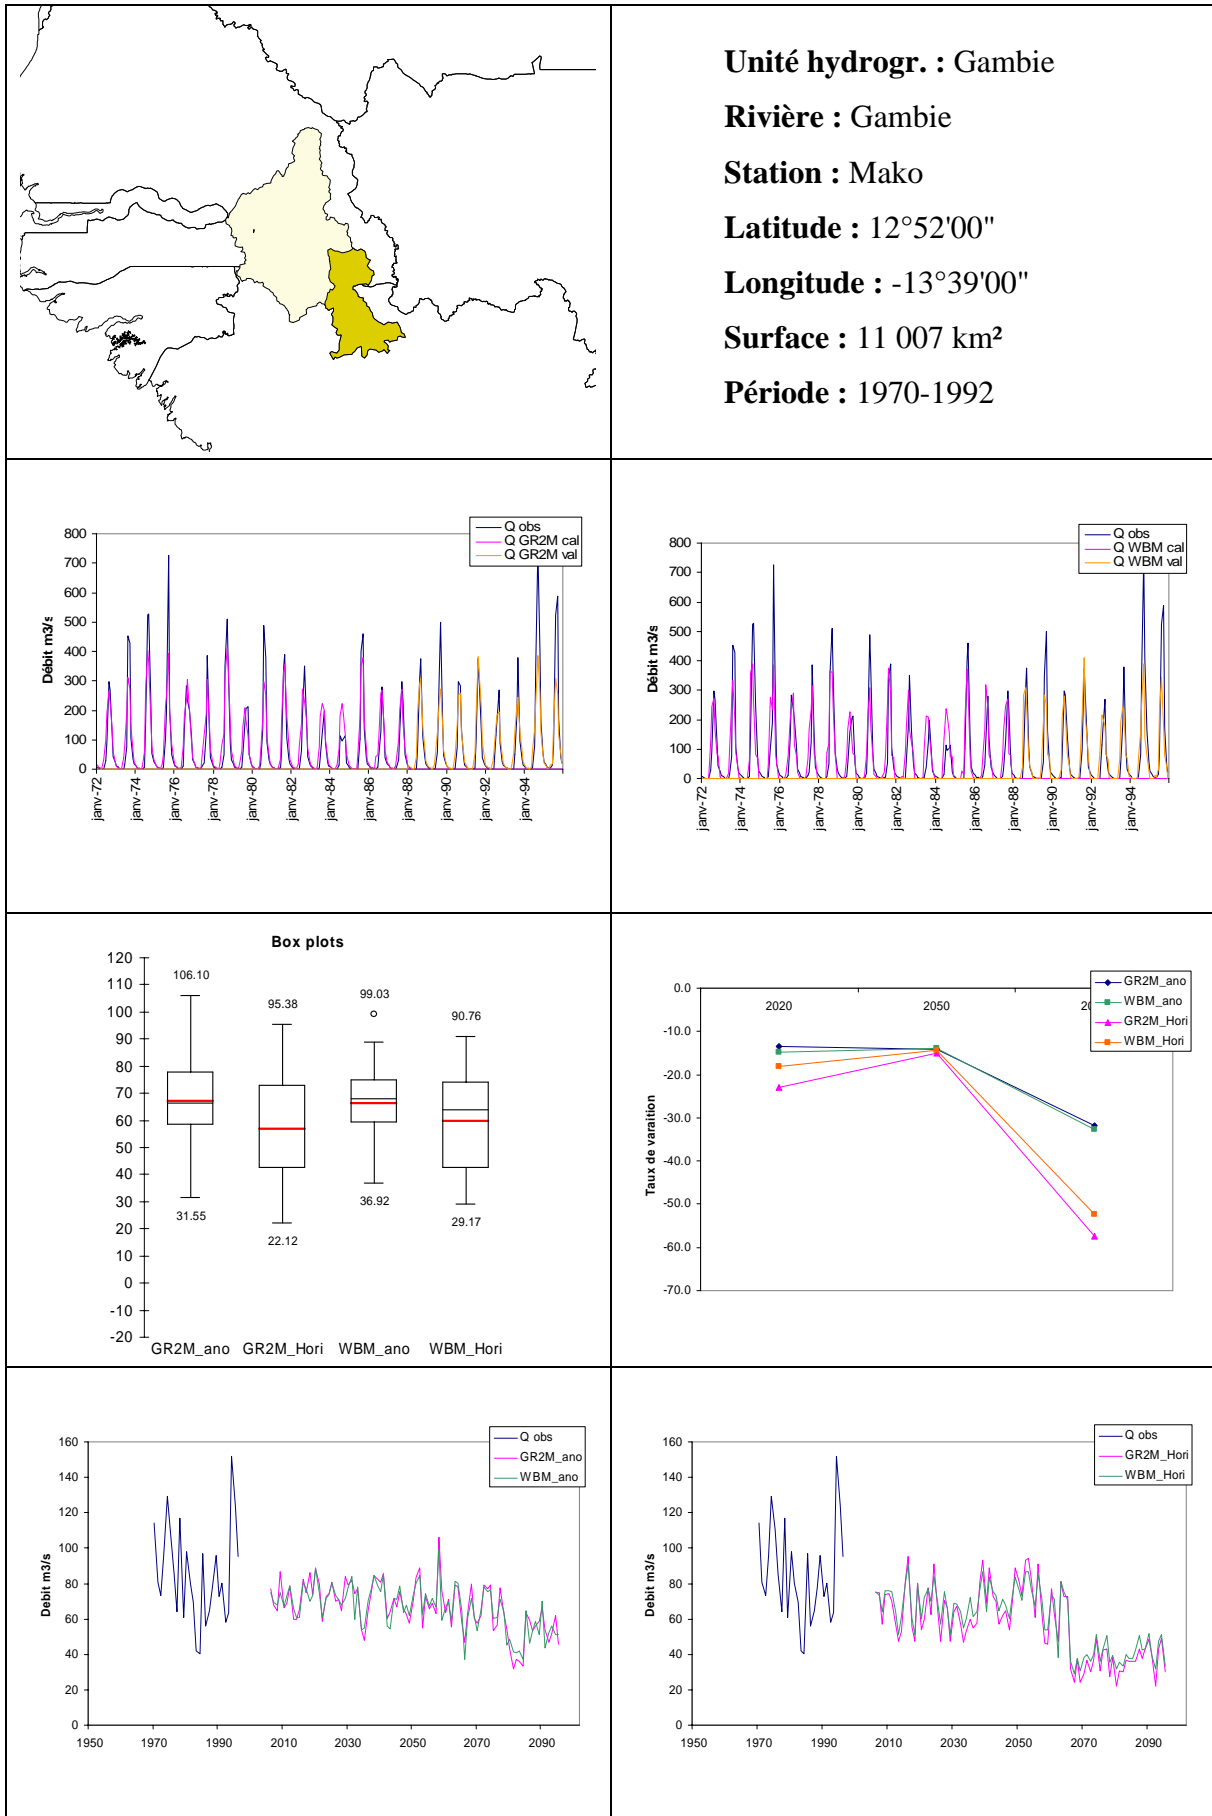 Unité hydrogr. : Gambie
Rivière : Gambie
Station : Mako
Latitude : 12°52'00"
Longitude : -13°39'00"
Surface : 11 007 km²
Période : 1970-1992
Q obs
Q GR2M cal
Q GR2M val
Débit m3/s
800
700
600
500
400
300
200
100
0
janv-72
janv-74
janv-76
janv-78
janv-80
janv-82
janv-84
janv-86
janv-88
janv-90
janv-92
janv-94
Q obs
Q WBM cal
Q WBM val
Débit m3/s
800
700
600
500
400
300
200
100
0
janv-72
janv-74
janv-76
janv-78
janv-80
janv-82
janv-84
janv-86
janv-88
janv-90
janv-92
janv-94
Box plots
120
110
100
90
80
70
60
50
40
30
20
10
0
-10
-20
106.10
95.38
99.03
90.76
31.55
22.12
36.92
29.17
GR2M_ano GR2M_Hori WBM_ano WBM_Hori
GR2M_ano
WBM_ano
GR2M_Hori
WBM_Hori
Taux de varaition
0.0
-10.0
-20.0
-30.0
-40.0
-50.0
-60.0
-70.0
2020 2050
Q obs
GR2M_ano
WBM_ano
Debit m3/s
160
140
120
100
80
60
40
20
0
1950 1970 1990 2010 2030 2050 2070 2090
Q obs
GR2M_Hori
WBM_Hori
Debit m3/s
160
140
120
100
80
60
40
20
0
1950 1970 1990 2010 2030 2050 2070 2090